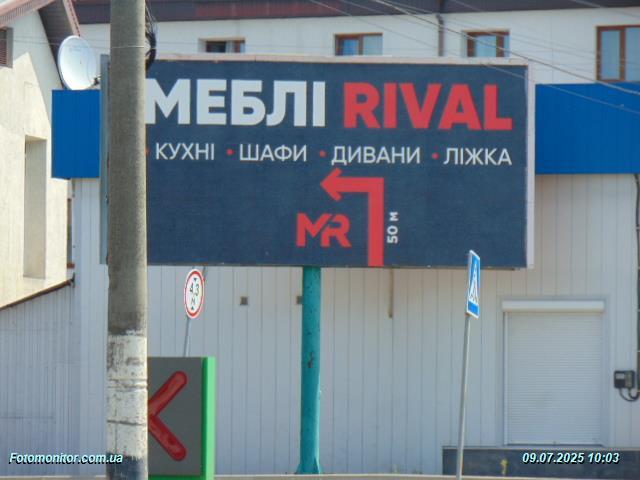 МЕБЛІ RIVAL
• КУХНІ • ШАФИ • ДИВАНИ • ЛІЖКА
MR
50 м
4.3
м
Fotomonitor.com.ua
09.07.2025 10:03